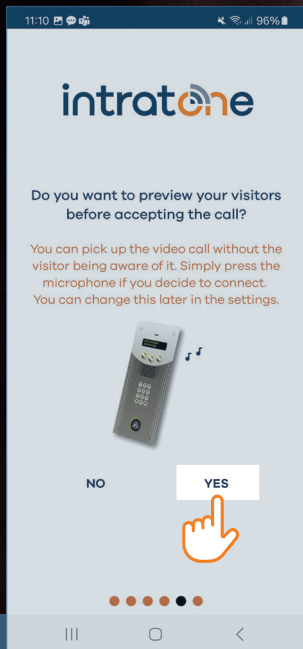 11:10 96%
intratone
Do you want to preview your visitors
before accepting the call?
You can pick up the video call without the
visitor being aware of it. Simply press the
microphone if you decide to connect.
You can change this later in the settings.
NO YES